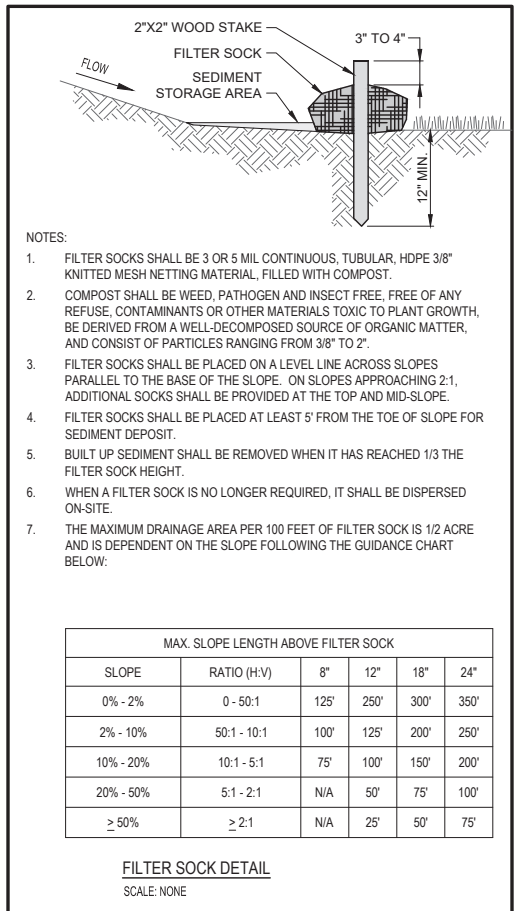 2"X2" WOOD STAKE
3" TO 4"
FILTER SOCK
FLOW
SEDIMENT
STORAGE AREA
12" MIN.
NOTES:
1. FILTER SOCKS SHALL BE 3 OR 5 MIL CONTINUOUS, TUBULAR, HDPE 3/8"
KNITTED MESH NETTING MATERIAL, FILLED WITH COMPOST.
2. COMPOST SHALL BE WEED, PATHOGEN AND INSECT FREE, FREE OF ANY
REFUSE, CONTAMINANTS OR OTHER MATERIALS TOXIC TO PLANT GROWTH,
BE DERIVED FROM A WELL-DECOMPOSED SOURCE OF ORGANIC MATTER,
AND CONSIST OF PARTICLES RANGING FROM 3/8" TO 2".
3. FILTER SOCKS SHALL BE PLACED ON A LEVEL LINE ACROSS SLOPES
PARALLEL TO THE BASE OF THE SLOPE. ON SLOPES APPROACHING 2:1,
ADDITIONAL SOCKS SHALL BE PROVIDED AT THE TOP AND MID-SLOPE.
4. FILTER SOCKS SHALL BE PLACED AT LEAST 5' FROM THE TOE OF SLOPE FOR
SEDIMENT DEPOSIT.
5. BUILT UP SEDIMENT SHALL BE REMOVED WHEN IT HAS REACHED 1/3 THE
FILTER SOCK HEIGHT.
6. WHEN A FILTER SOCK IS NO LONGER REQUIRED, IT SHALL BE DISPERSED
ON-SITE.
7. THE MAXIMUM DRAINAGE AREA PER 100 FEET OF FILTER SOCK IS 1/2 ACRE
AND IS DEPENDENT ON THE SLOPE FOLLOWING THE GUIDANCE CHART
BELOW:
MAX. SLOPE LENGTH ABOVE FILTER SOCK
SLOPE RATIO (H:V) 8" 12" 18" 24"
0% - 2% 0 - 50:1 125' 250' 300' 350'
2% - 10% 50:1 - 10:1 100' 125' 200' 250'
10% - 20% 10:1 - 5:1 75' 100' 150' 200'
20% - 50% 5:1 - 2:1 N/A 50' 75' 100'
≥ 50% ≥ 2:1 N/A 25' 50' 75'
FILTER SOCK DETAIL
SCALE: NONE